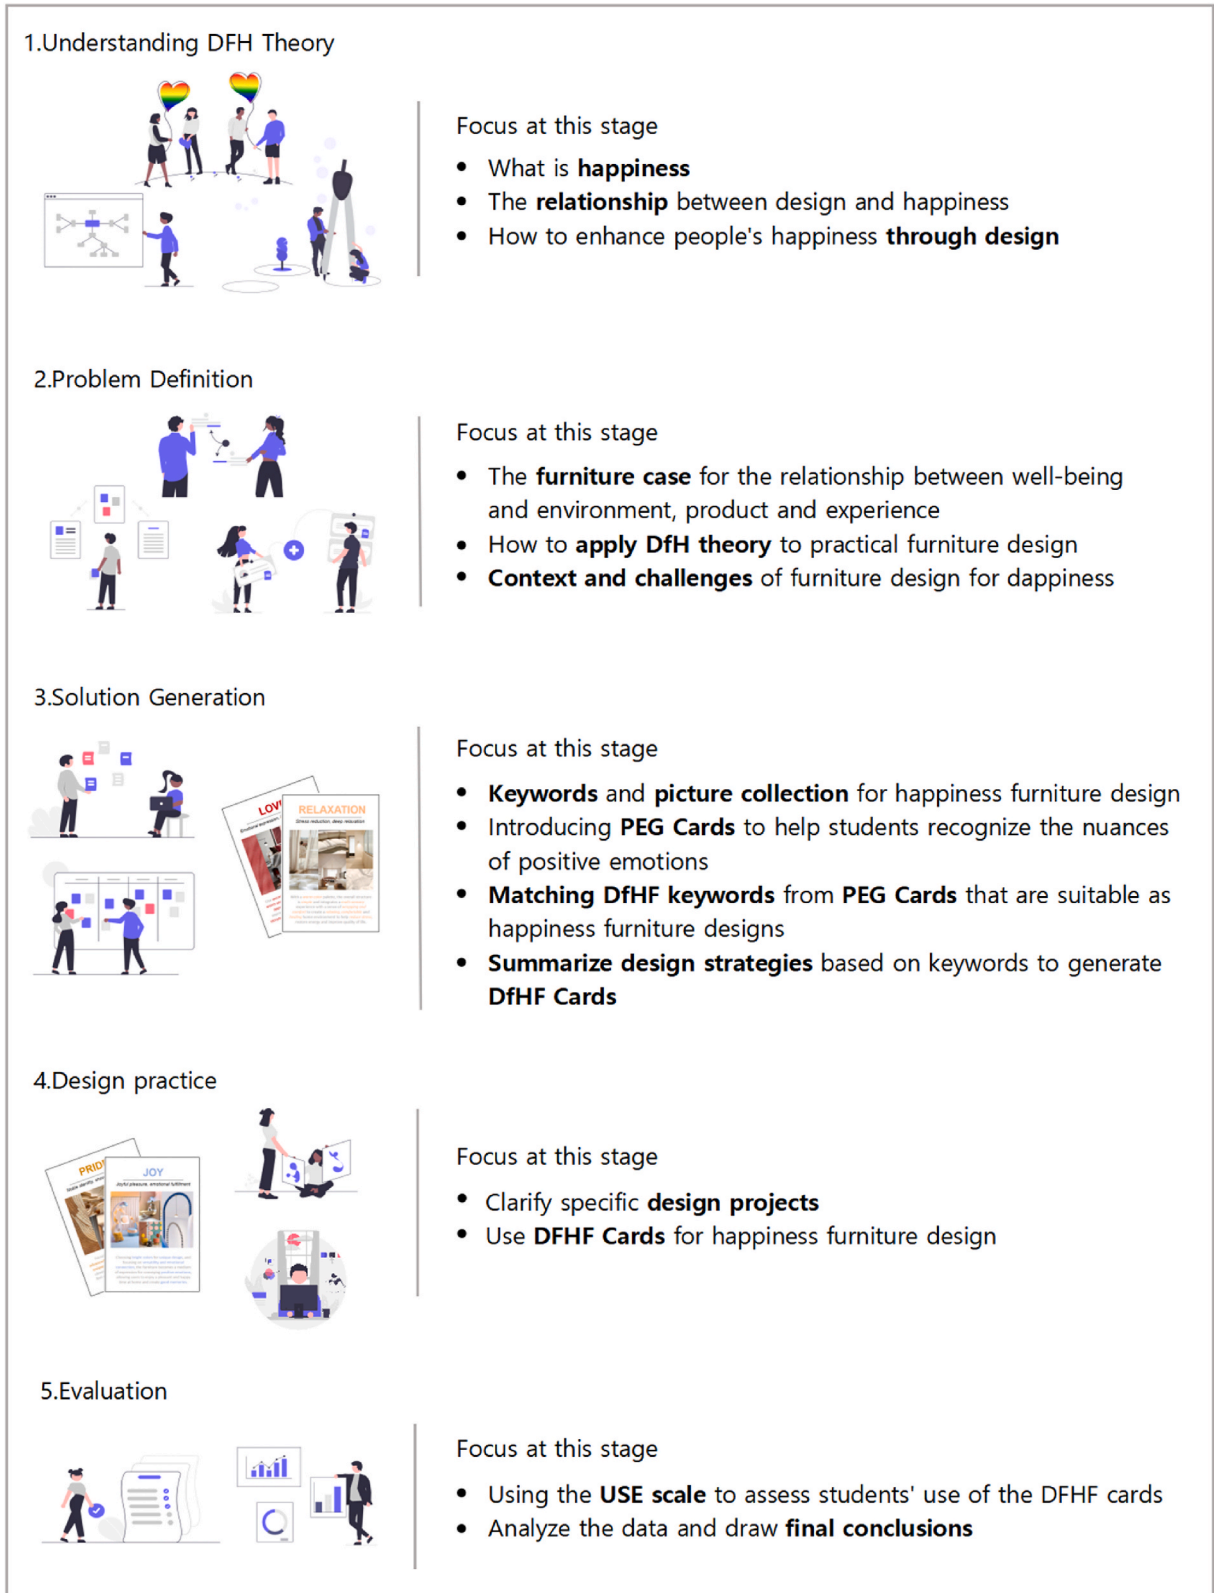 1.Understanding DFH Theory
Focus at this stage
• What is happiness
• The relationship between design and happiness
• How to enhance people's happiness through design
2.Problem Definition
Focus at this stage
• The furniture case for the relationship between well-being
and environment, product and experience
• How to apply DfH theory to practical furniture design
• Context and challenges of furniture design for dappiness
3.Solution Generation
RELAXATION
Stress reduction, deep relaxation
Focus at this stage
• Keywords and picture collection for happiness furniture design
• Introducing PEG Cards to help students recognize the nuances
of positive emotions
• Matching DfHF keywords from PEG Cards that are suitable as
happiness furniture designs
• Summarize design strategies based on keywords to generate
DfHF Cards
4.Design practice
JOY
Joyful pleasure, emotional fulfilment
Focus at this stage
• Clarify specific design projects
• Use DFHF Cards for happiness furniture design
5.Evaluation
Focus at this stage
• Using the USE scale to assess students' use of the DFHF cards
• Analyze the data and draw final conclusions